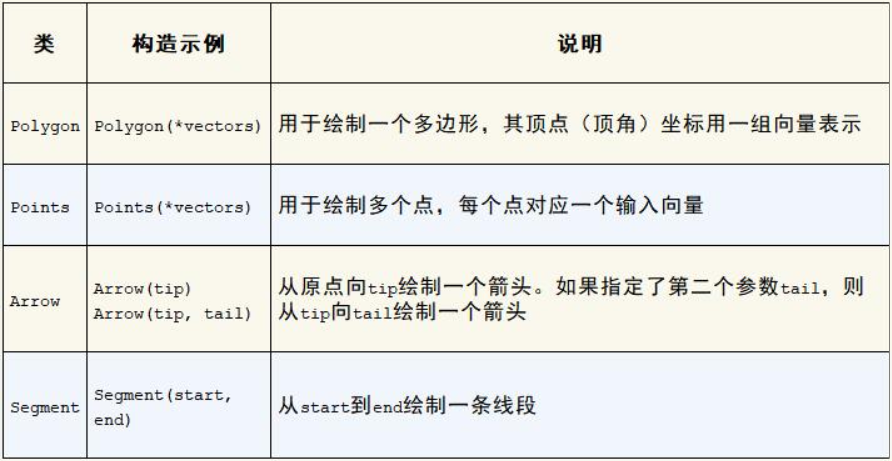 类 构造示例 说明
Polygon Polygon(*vectors) 用于绘制一个多边形，其顶点（顶角）坐标用一组向量表示
Points Points(*vectors) 用于绘制多个点，每个点对应一个输入向量
Arrow
Arrow(tip)
Arrow(tip, tail)
从原点向tip绘制一个箭头。如果指定了第二个参数tail，则
从tip向tail绘制一个箭头
Segment
Segment(start,
end)
从start到end绘制一条线段